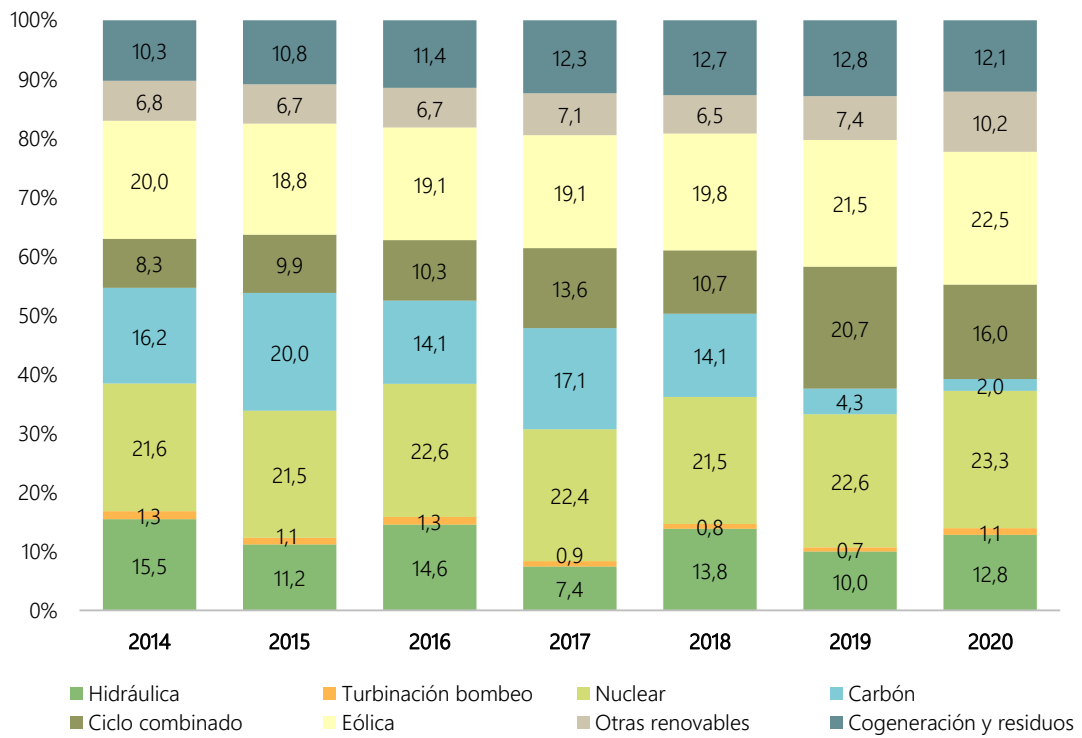 100%
90%
80%
70%
60%
50%
40%
30%
20%
10%
0%
10,3 10,8 11,4 12,3 12,7 12,8 12,1
6,8 6,7 6,7 7,1 6,5 7,4 10,2
20,0 18,8 19,1 19,1 19,8 21,5 22,5
8,3 9,9 10,3 13,6 10,7 20,7 16,0
16,2 20,0 14,1 17,1 14,1 4,3 2,0
21,6 21,5 22,6 22,4 21,5 22,6 23,3
1,3 1,1 1,3 0,9 0,8 0,7 1,1
15,5 11,2 14,6 7,4 13,8 10,0 12,8
2014 2015 2016 2017 2018 2019 2020
Hidráulica Turbinación bombeo Nuclear Carbón
Ciclo combinado Eólica Otras renovables Cogeneración y residuos